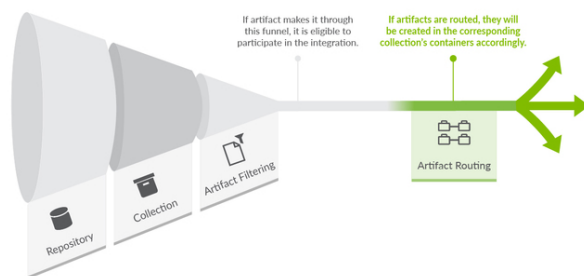 If artifact makes it through
this funnel, it is eligible to
participate in the integration.
If artifacts are routed, they will
be created in the corresponding
collection's containers accordingly.
Repository
Collection
Artifact Filtering
Artifact Routing